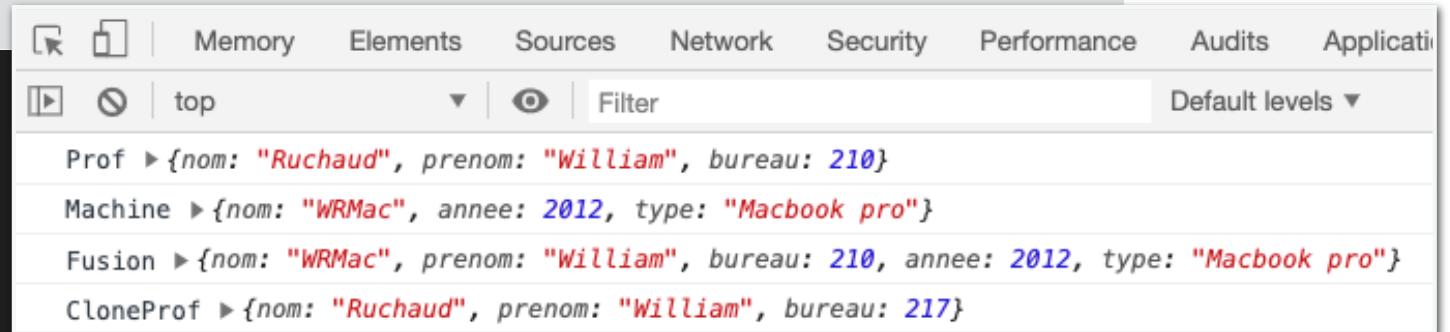 Memory Elements Sources Network Security Performance Audits Applicati
top Filter Default levels
Prof {nom: "Ruchaud", prenom: "William", bureau: 210}
Machine {nom: "WRMac", annee: 2012, type: "Macbook pro"}
Fusion {nom: "WRMac", prenom: "William", bureau: 210, annee: 2012, type: "Macbook pro"}
CloneProf {nom: "Ruchaud", prenom: "William", bureau: 217}